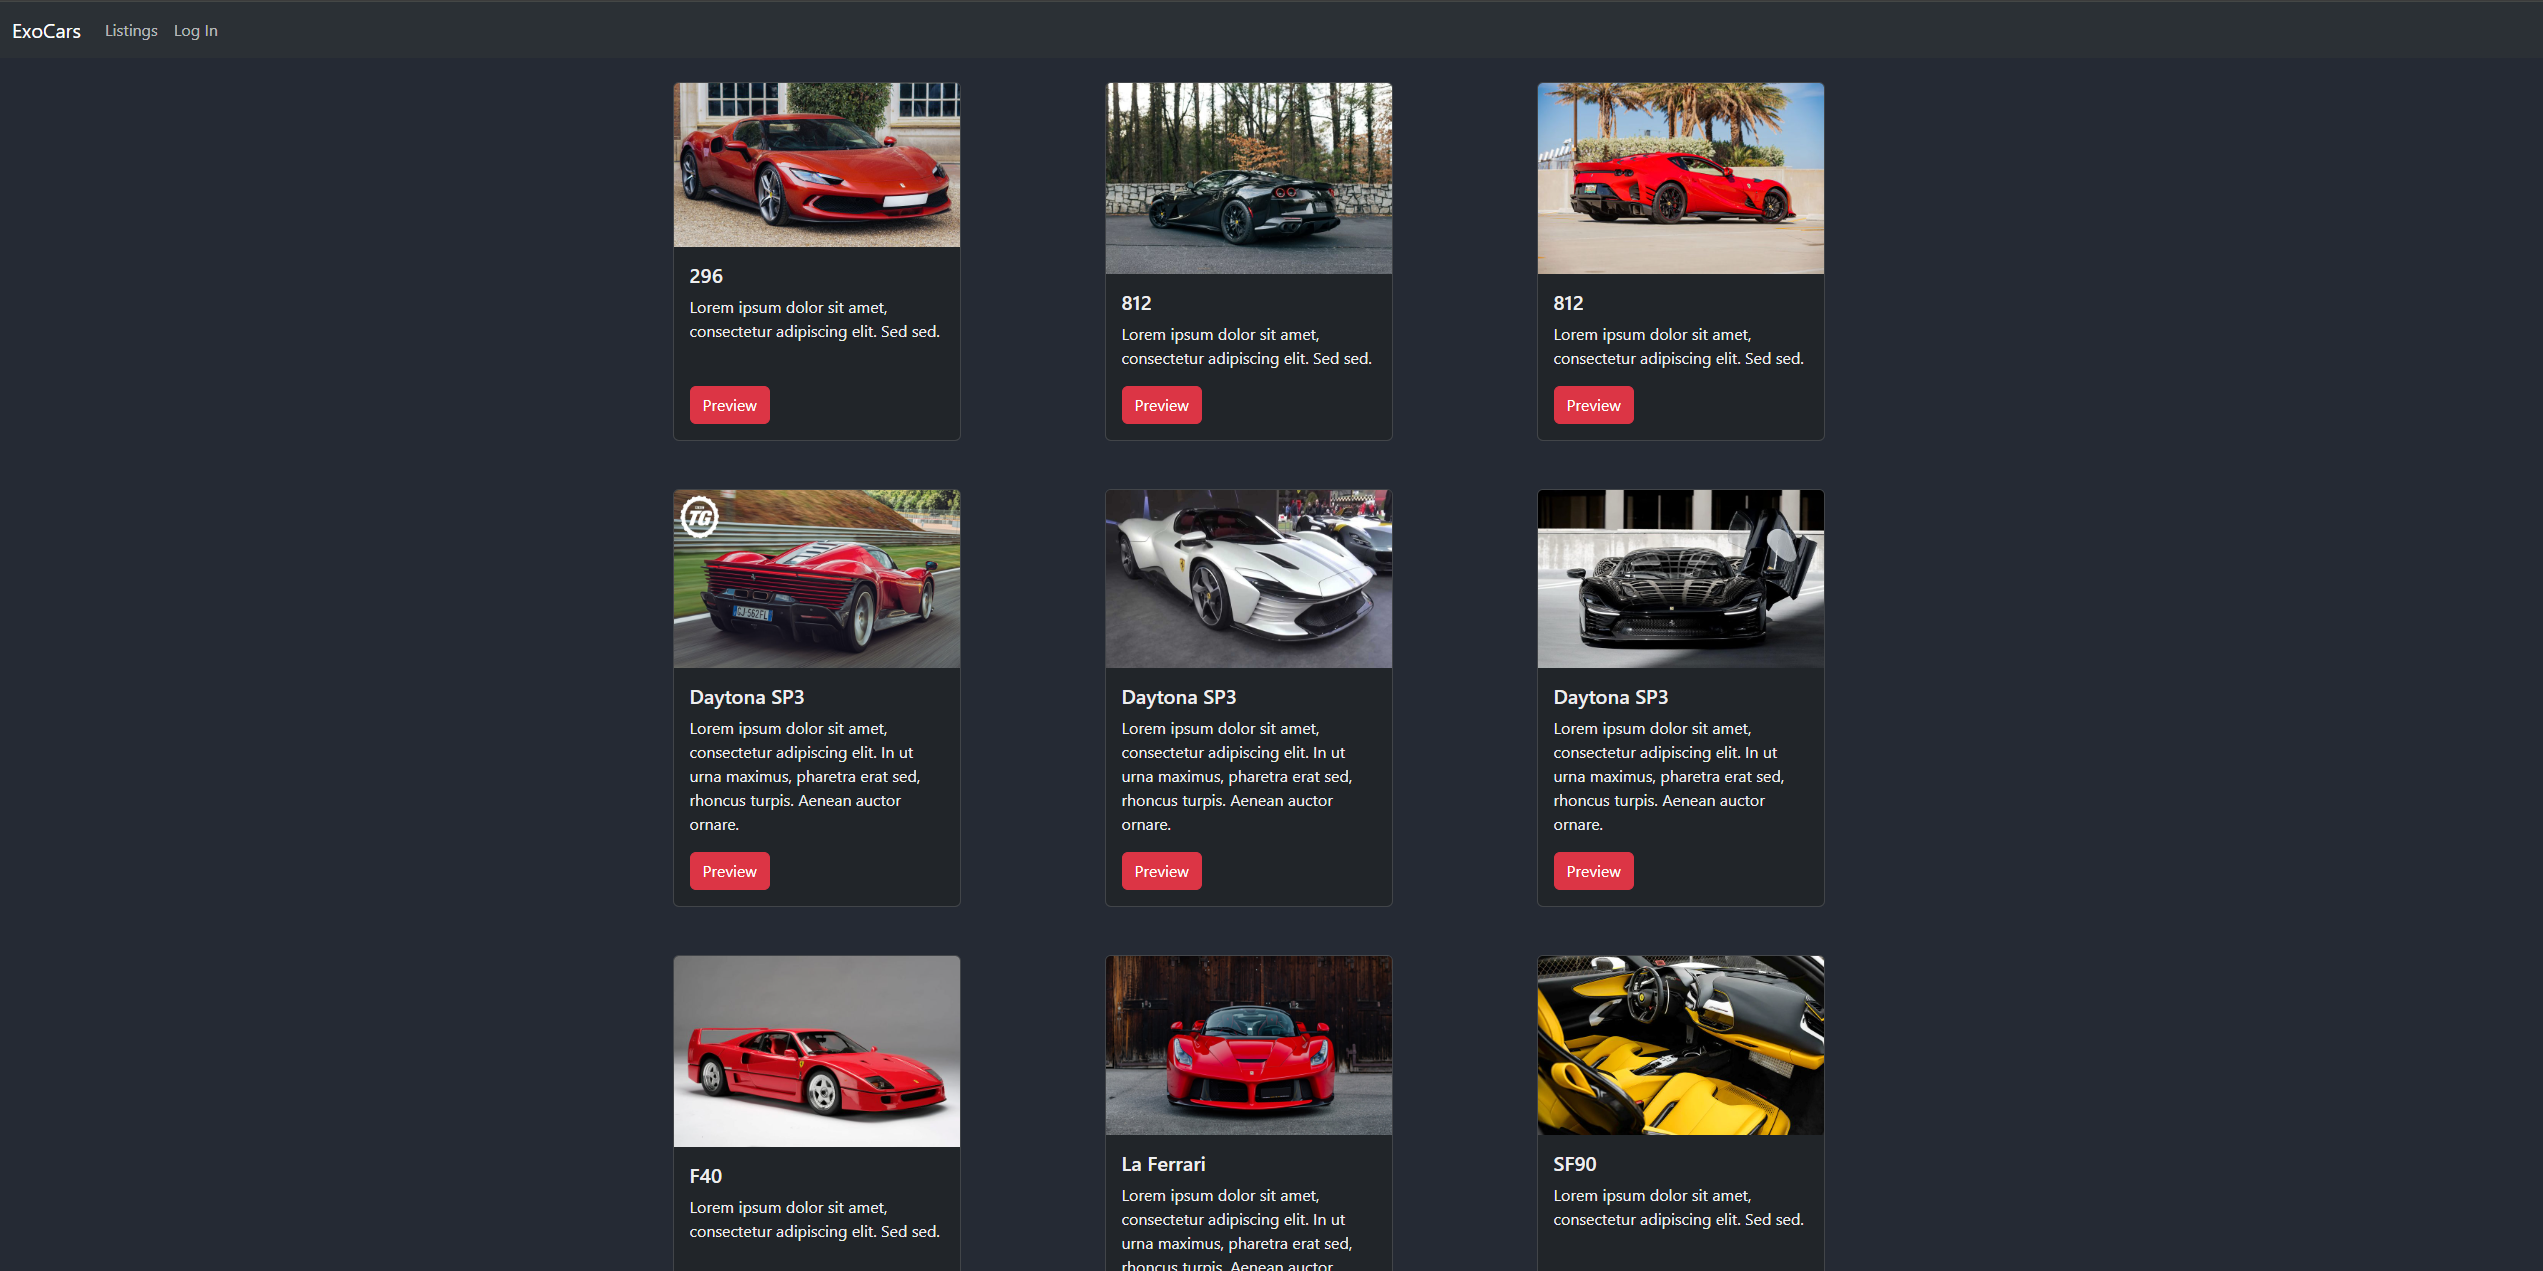 ExoCars
Listings
Log In
296
Lorem ipsum dolor sit amet,
consectetur adipiscing elit. Sed sed.
Preview
812
Lorem ipsum dolor sit amet,
consectetur adipiscing elit. Sed sed.
Preview
812
Lorem ipsum dolor sit amet,
consectetur adipiscing elit. Sed sed.
Preview
TG
Daytona SP3
Lorem ipsum dolor sit amet,
consectetur adipiscing elit. In ut
urna maximus, pharetra erat sed,
rhoncus turpis. Aenean auctor
ornare.
Preview
Daytona SP3
Lorem ipsum dolor sit amet,
consectetur adipiscing elit. In ut
urna maximus, pharetra erat sed,
rhoncus turpis. Aenean auctor
ornare.
Preview
Daytona SP3
Lorem ipsum dolor sit amet,
consectetur adipiscing elit. In ut
urna maximus, pharetra erat sed,
rhoncus turpis. Aenean auctor
ornare.
Preview
F40
Lorem ipsum dolor sit amet,
consectetur adipiscing elit. Sed sed.
La Ferrari
Lorem ipsum dolor sit amet,
consectetur adipiscing elit. In ut
urna maximus, pharetra erat sed,
rhoncus turpis. Aenean auctor
SF90
Lorem ipsum dolor sit amet,
consectetur adipiscing elit. Sed sed.